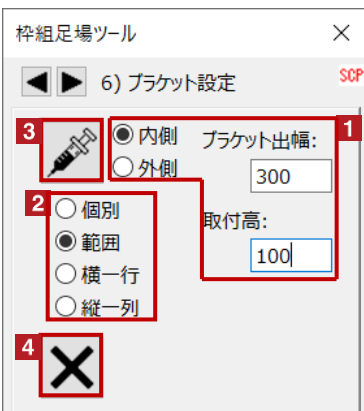 枠組足場ツール
6) ブラケット設定
SCP
3
内側
外側
ブラケット出幅:
300
取付高:
100
1
2
個別
範囲
横一行
縦一列
4